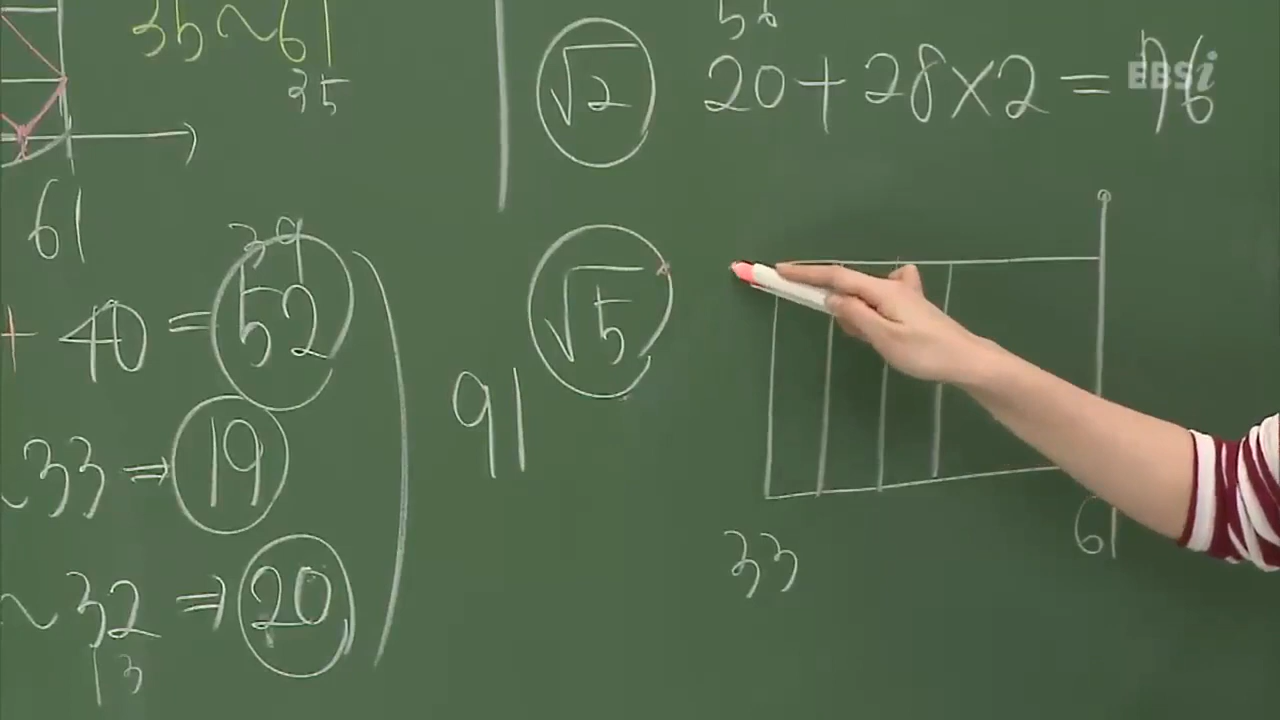 36~61
35
61
39
+ 40 = 52
~33 ⇒ 19
~32 ⇒ 20
13
91
56
√2 20+28×2=76
EBSi
√5
33
61